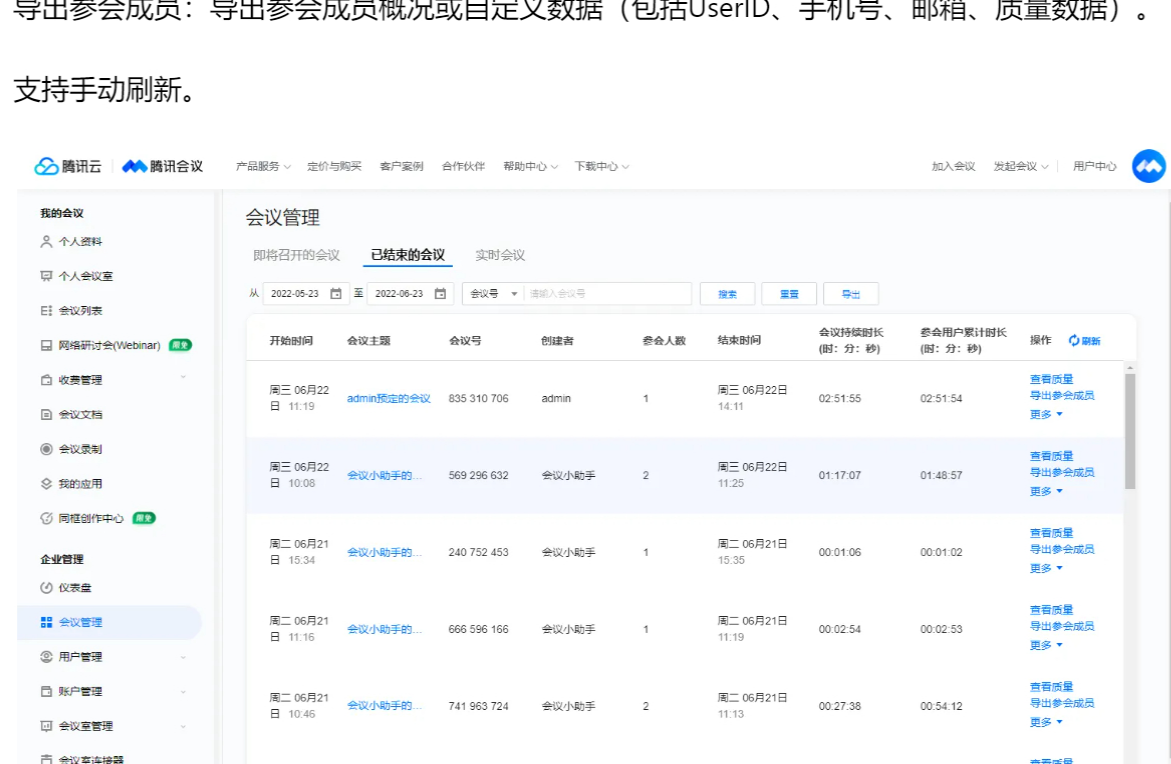 导出参会成员：导出参会成员概况或自定义数据（包括UserID、手机号、邮箱、质量数据）。
支持手动刷新。
腾讯云 腾讯会议 产品服务 定价与购买 客户案例 合作伙伴 帮助中心 下载中心 加入会议 发起会议 用户中心
我的会议
个人资料
个人会议室
会议列表
网络研讨会(Webinar) 限免
收费管理
会议文档
会议录制
我的应用
同框创作中心 限免
企业管理
仪表盘
会议管理
用户管理
账户管理
会议室管理
会议室连接器
会议管理
即将召开的会议 已结束的会议 实时会议
从 2022-05-23 至 2022-06-23 会议号 请输入会议号 搜索 重置 导出
开始时间 会议主题 会议号 创建者 参会人数 结束时间 会议持续时长 参会用户累计时长 操作 刷新
(时：分：秒) (时：分：秒)
周三 06月22 admin预定的会议 835 310 706 admin 1 周三 06月22日 02:51:55 02:51:54 查看质量
日 11:19 14:11 导出参会成员
更多
周三 06月22 会议小助手的... 569 296 632 会议小助手 2 周三 06月22日 01:17:07 01:48:57 查看质量
日 10:08 11:25 导出参会成员
更多
周二 06月21 会议小助手的... 240 752 453 会议小助手 1 周二 06月21日 00:01:06 00:01:02 查看质量
日 15:34 15:35 导出参会成员
更多
周二 06月21 会议小助手的... 666 596 166 会议小助手 1 周二 06月21日 00:02:54 00:02:53 查看质量
日 11:16 11:19 导出参会成员
更多
周二 06月21 会议小助手的... 741 963 724 会议小助手 2 周二 06月21日 00:27:38 00:54:12 查看质量
日 10:46 11:13 导出参会成员
更多
查看质量